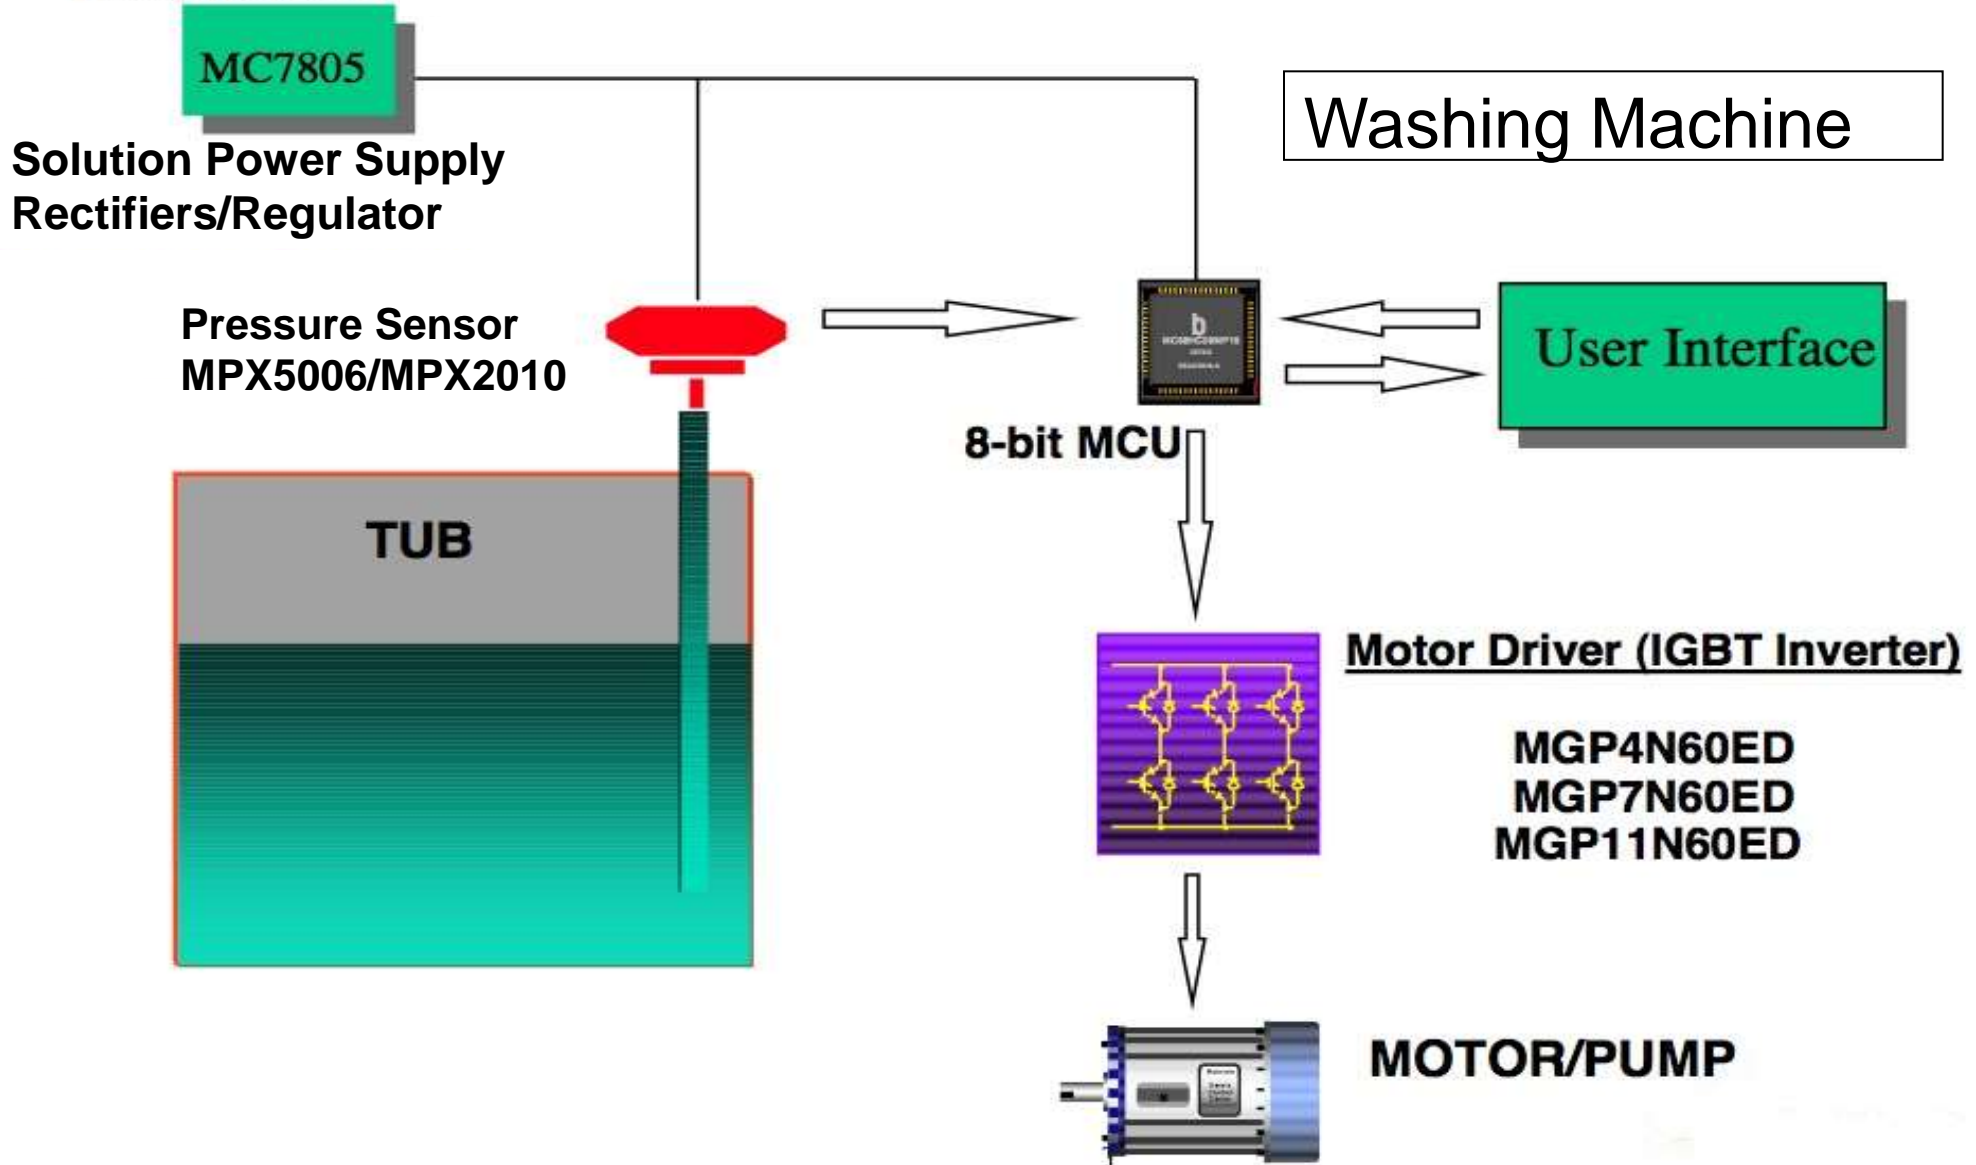 MC7805
Washing Machine
Solution Power Supply
Rectifiers/Regulator
Pressure Sensor
MPX5006/MPX2010
b
User Interface
8-bit MCU
TUB
Motor Driver (IGBT Inverter)
MGP4N60ED
MGP7N60ED
MGP11N60ED
MOTOR/PUMP